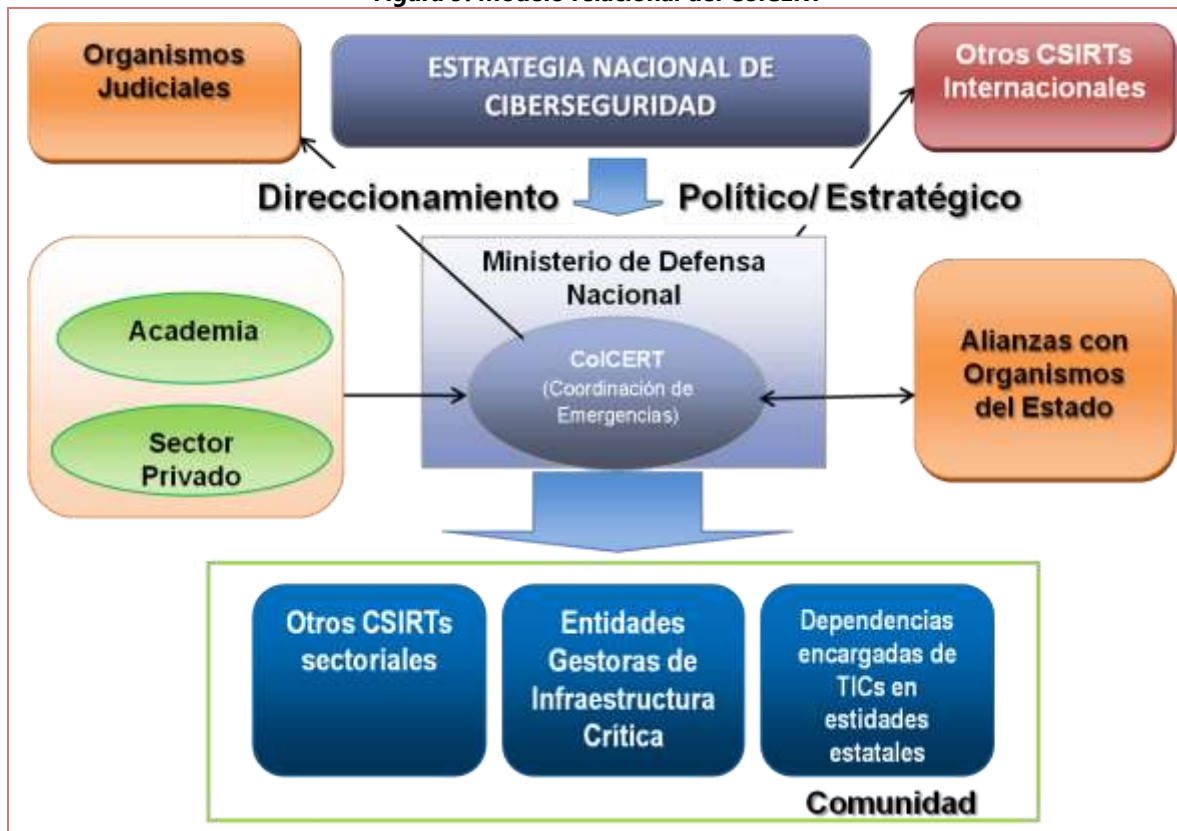 Organismos
Judiciales
ESTRATEGIA NACIONAL DE
CIBERSEGURIDAD
Otros CSIRTs
Internacionales
Direccionamiento
Político/ Estratégico
Ministerio de Defensa
Nacional
ColCERT
(Coordinación de
Emergencias)
Academia
Sector
Privado
Alianzas con
Organismos
del Estado
Otros CSIRTs
sectoriales
Entidades
Gestoras de
Infraestructura
Crítica
Dependencias
encargadas de
TICs en
estidades
estatales
Comunidad